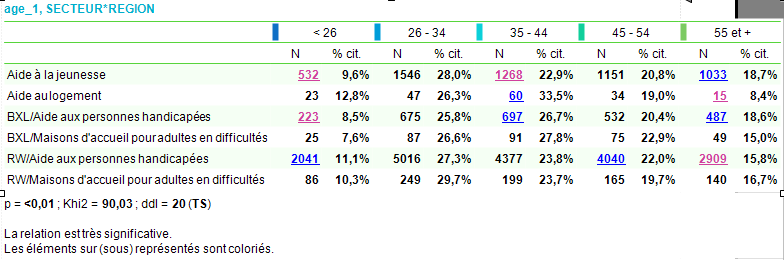 age_1, SECTEUR*REGION
< 26 26 - 34 35 - 44 45 - 54 55 et +
N % cit. N % cit. N % cit. N % cit. N % cit.
Aide à la jeunesse 532 9,6% 1546 28,0% 1268 22,9% 1151 20,8% 1033 18,7%
Aide au logement 23 12,8% 47 26,3% 60 33,5% 34 19,0% 15 8,4%
BXL/Aide aux personnes handicapées 223 8,5% 675 25,8% 697 26,7% 532 20,4% 487 18,6%
BXL/Maisons d'accueil pour adultes en difficultés 25 7,6% 87 26,6% 91 27,8% 75 22,9% 49 15,0%
RW/Aide aux personnes handicapées 2041 11,1% 5016 27,3% 4377 23,8% 4040 22,0% 2909 15,8%
RW/Maisons d'accueil pour adultes en difficultés 86 10,3% 249 29,7% 199 23,7% 165 19,7% 140 16,7%
p = <0,01 ; Khi2 = 90,03 ; ddl = 20 (TS)
La relation est très significative.
Les éléments sur (sous) représentés sont coloriés.